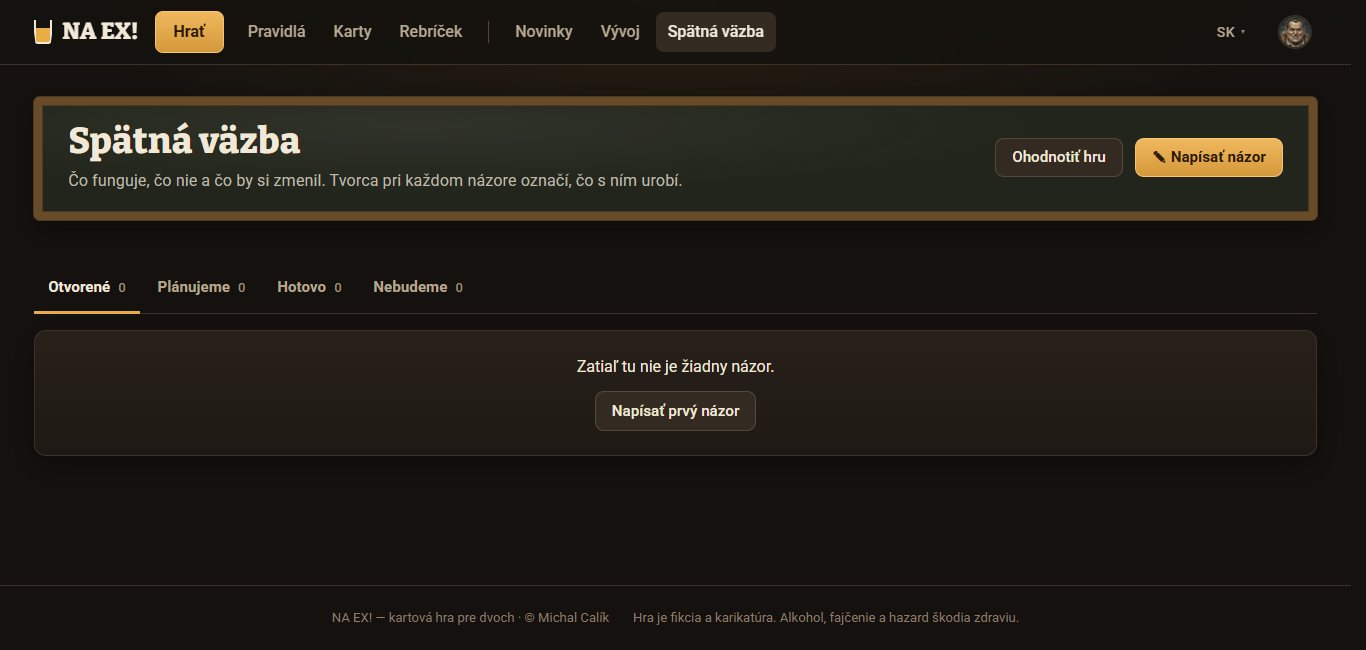 NA EX! Hrať Pravidlá Karty Rebríček Novinky Vývoj Spätná väzba SK
Spätná väzba
Čo funguje, čo nie a čo by si zmenil. Tvorca pri každom názore označí, čo s ním urobí.
Ohodnotiť hru Napísať názor
Otvorené 0 Plánujeme 0 Hotovo 0 Nebudeme 0
Zatiaľ tu nie je žiadny názor.
Napísať prvý názor
NA EX! — kartová hra pre dvoch · © Michal Calík Hra je fikcia a karikatúra. Alkohol, fajčenie a hazard škodia zdraviu.